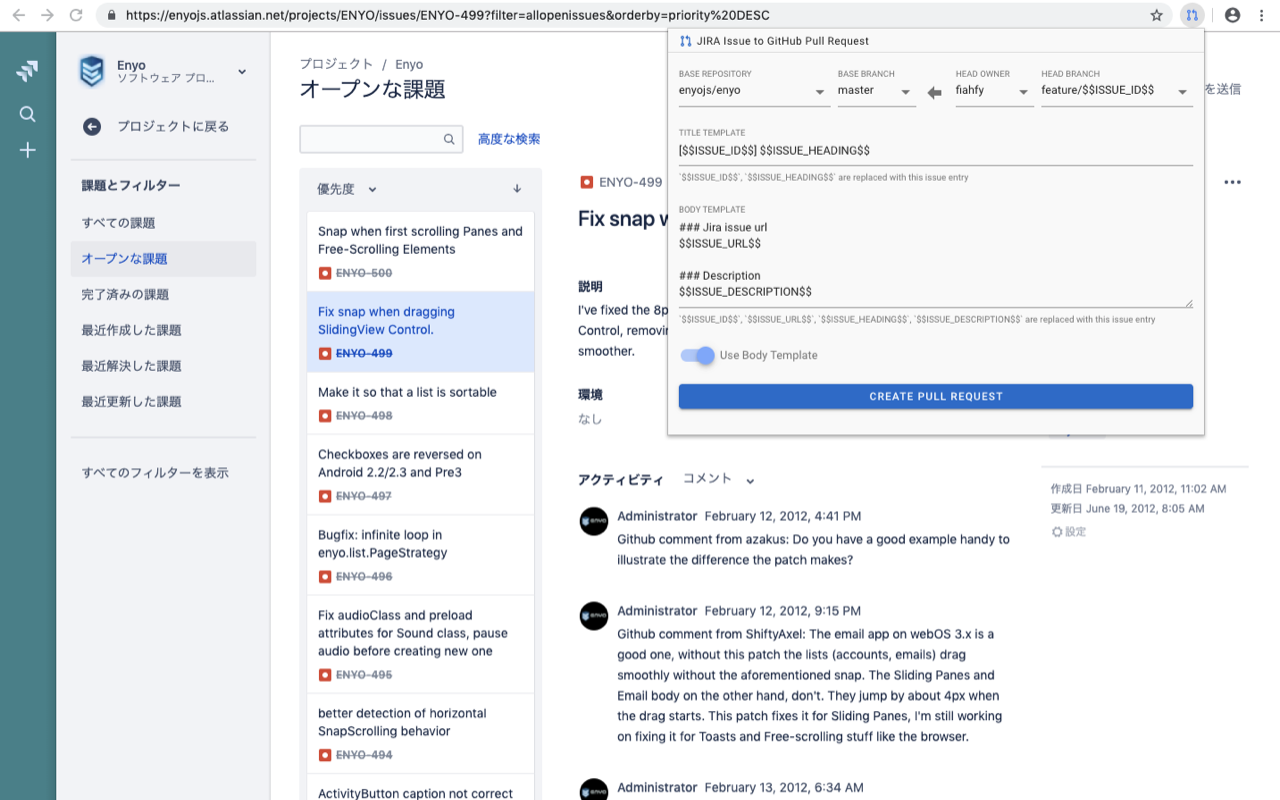 https://enyojs.atlassian.net/projects/ENYO/issues/ENYO-499?filter=allopenissues&orderby=priority%20DESC
Enyo
ソフトウェア プロ...
プロジェクトに戻る
課題とフィルター
すべての課題
オープンな課題
完了済みの課題
最近作成した課題
最近解決した課題
最近更新した課題
すべてのフィルターを表示
プロジェクト / Enyo
オープンな課題
高度な検索
優先度
Snap when first scrolling Panes and
Free-Scrolling Elements
ENYO-500
Fix snap when dragging
SlidingView Control.
ENYO-499
Make it so that a list is sortable
ENYO-498
Checkboxes are reversed on
Android 2.2/2.3 and Pre3
ENYO-497
Bugfix: infinite loop in
enyo.list.PageStrategy
ENYO-496
Fix audioClass and preload
attributes for Sound class, pause
audio before creating new one
ENYO-495
better detection of horizontal
SnapScrolling behavior
ENYO-494
ActivityButton caption not correct
を送信
ENYO-499
Fix snap w
説明
I've fixed the 8p
Control, removin
smoother.
環境
なし
JIRA Issue to GitHub Pull Request
BASE REPOSITORY
enyojs/enyo
BASE BRANCH
master
HEAD OWNER
fiahfy
HEAD BRANCH
feature/$$ISSUE_ID$$
TITLE TEMPLATE
[$$ISSUE_ID$$] $$ISSUE_HEADING$$
`$$ISSUE_ID$$`, `$$ISSUE_HEADING$$` are replaced with this issue entry
BODY TEMPLATE
### Jira issue url
$$ISSUE_URL$$
### Description
$$ISSUE_DESCRIPTION$$
`$$ISSUE_ID$$`, `$$ISSUE_URL$$`, `$$ISSUE_HEADING$$`, `$$ISSUE_DESCRIPTION$$` are replaced with this issue entry
Use Body Template
CREATE PULL REQUEST
アクティビティ コメント
Administrator February 12, 2012, 4:41 PM
Github comment from azakus: Do you have a good example handy to
illustrate the difference the patch makes?
Administrator February 12, 2012, 9:15 PM
Github comment from ShiftyAxel: The email app on webOS 3.x is a
good one, without this patch the lists (accounts, emails) drag
smoothly without the aforementioned snap. The Sliding Panes and
Email body on the other hand, don't. They jump by about 4px when
the drag starts. This patch fixes it for Sliding Panes, I'm still working
on fixing it for Toasts and Free-scrolling stuff like the browser.
Administrator February 13, 2012, 6:34 AM
作成日 February 11, 2012, 11:02 AM
更新日 June 19, 2012, 8:05 AM
設定